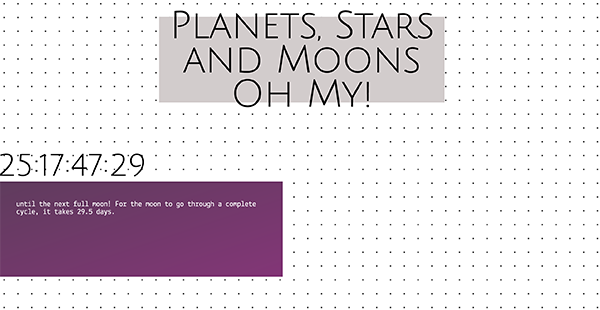 Planets, Stars
and Moons
Oh My!
25:17:47:29
until the next full moon! For the moon to go through a complete
cycle, it takes 29.5 days.